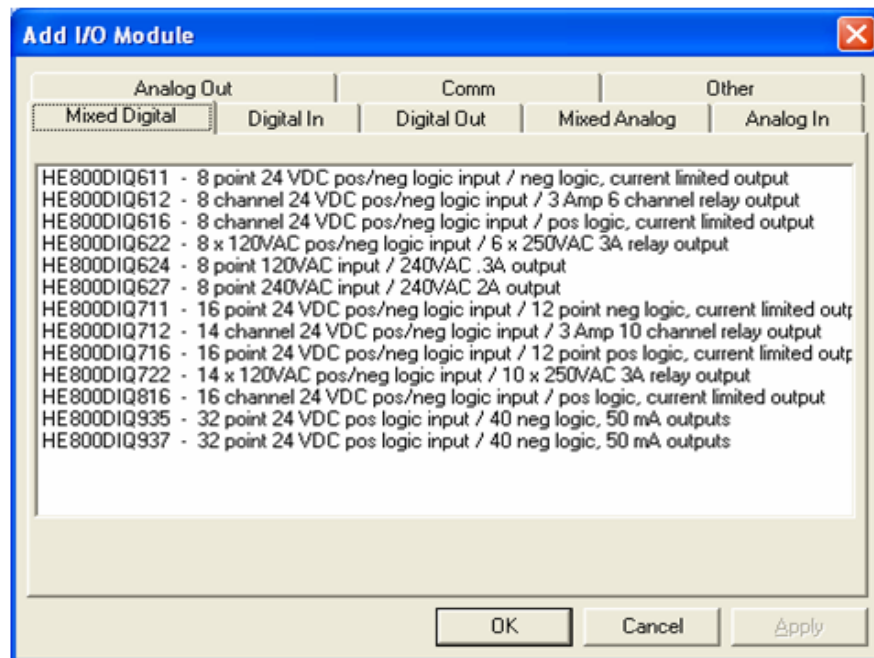 Add I/O Module
Analog Out Comm Other
Mixed Digital Digital In Digital Out Mixed Analog Analog In
HE800DIQ611 - 8 point 24 VDC pos/neg logic input / neg logic, current limited output
HE800DIQ612 - 8 channel 24 VDC pos/neg logic input / 3 Amp 6 channel relay output
HE800DIQ616 - 8 channel 24 VDC pos/neg logic input / pos logic, current limited output
HE800DIQ622 - 8 x 120VAC pos/neg logic input / 6 x 250VAC 3A relay output
HE800DIQ624 - 8 point 120VAC input / 240VAC .3A output
HE800DIQ627 - 8 point 240VAC input / 240VAC 2A output
HE800DIQ711 - 16 point 24 VDC pos/neg logic input / 12 point neg logic, current limited outp
HE800DIQ712 - 14 channel 24 VDC pos/neg logic input / 3 Amp 10 channel relay output
HE800DIQ716 - 16 point 24 VDC pos/neg logic input / 12 point pos logic, current limited outp
HE800DIQ722 - 14 x 120VAC pos/neg logic input / 10 x 250VAC 3A relay output
HE800DIQ816 - 16 channel 24 VDC pos/neg logic input / pos logic, current limited output
HE800DIQ935 - 32 point 24 VDC pos logic input / 40 neg logic, 50 mA outputs
HE800DIQ937 - 32 point 24 VDC pos logic input / 40 neg logic, 50 mA outputs
OK Cancel Apply